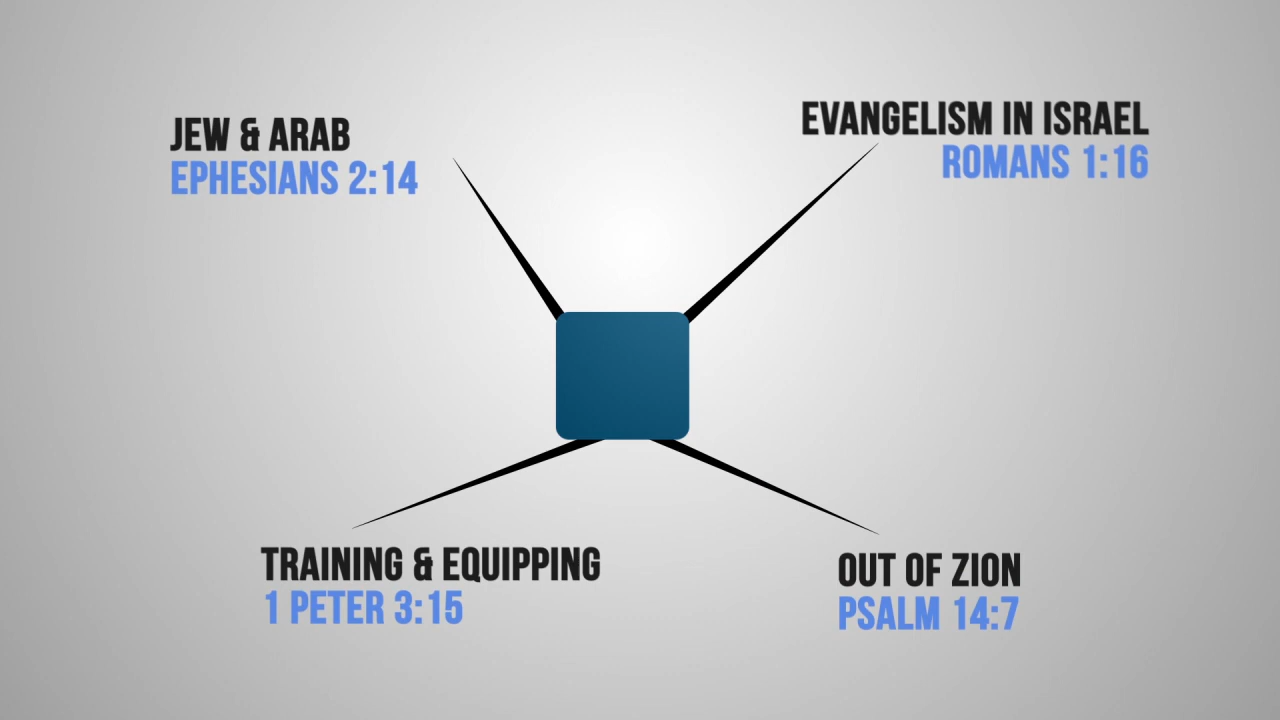 JEW & ARAB
EPHESIANS 2:14
EVANGELISM IN ISRAEL
ROMANS 1:16
TRAINING & EQUIPPING
1 PETER 3:15
OUT OF ZION
PSALM 14:7